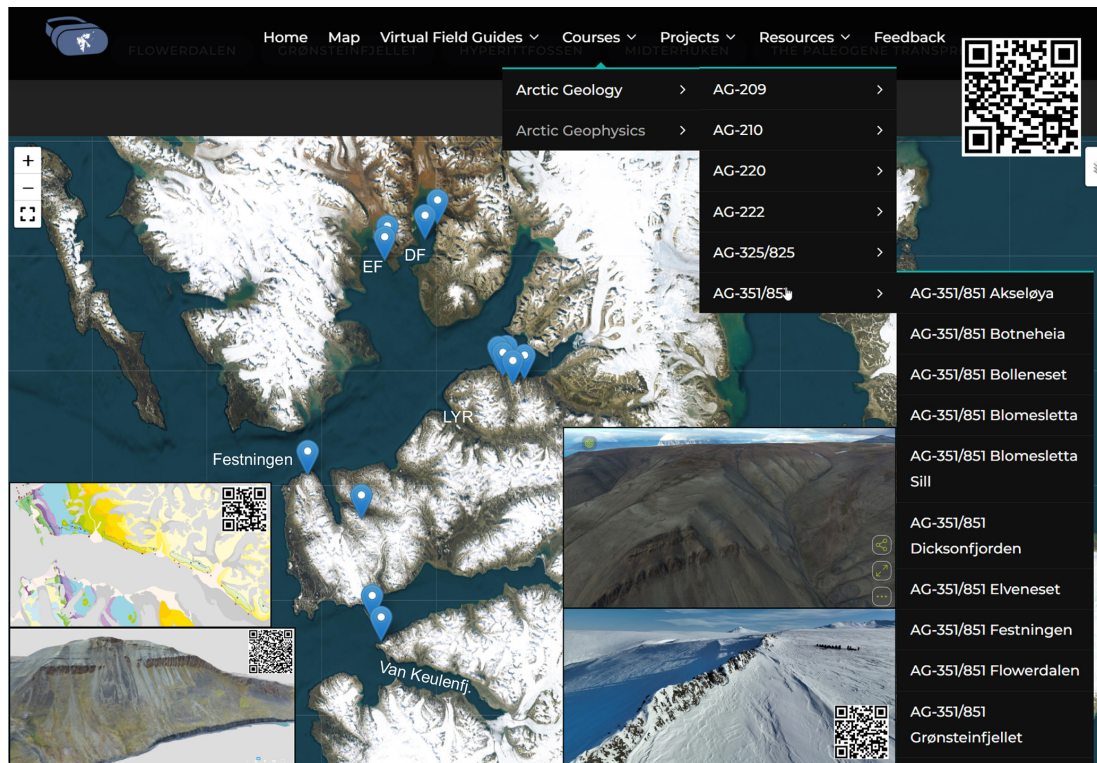 Home Map Virtual Field Guides Courses Projects Resources Feedback
FLOWERDALEN GRØNSTEINFJELLET HYPERITTFOSSEN MIDTERHUKEN THE PALEOGENE TRANSPR
Arctic Geology
Arctic Geophysics
AG-209
AG-210
AG-220
AG-222
AG-325/825
AG-351/851
AG-351/851 Akseløya
AG-351/851 Botneheia
AG-351/851 Bolleneset
AG-351/851 Blomesletta
AG-351/851 Blomesletta
Sill
AG-351/851
Dicksonfjorden
AG-351/851 Elveneset
AG-351/851 Festningen
AG-351/851 Flowerdalen
AG-351/851
Grønsteinfjellet
+
−
EF
DF
LYR
Festningen
Van Keulenfj.